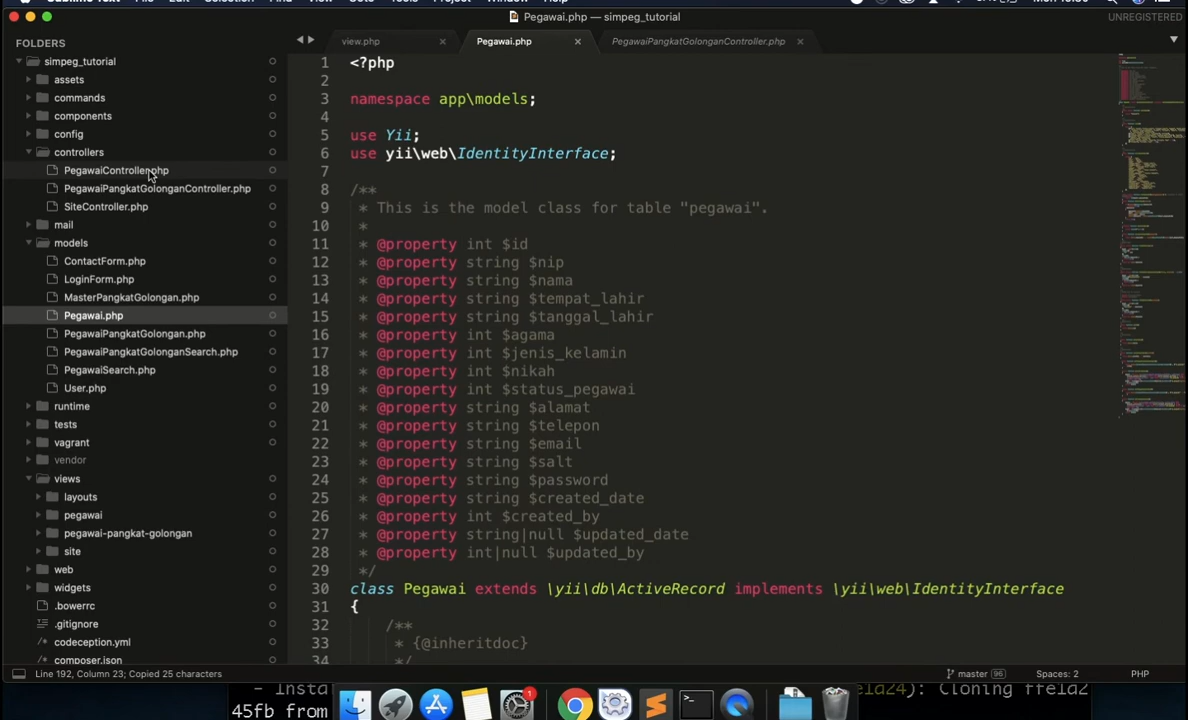 Pegawai.php — simpeg_tutorial
UNREGISTERED
FOLDERS
simpeg_tutorial
assets
commands
components
config
controllers
PegawaiController.php
PegawaiPangkatGolonganController.php
SiteController.php
mail
models
ContactForm.php
LoginForm.php
MasterPangkatGolongan.php
Pegawai.php
PegawaiPangkatGolongan.php
PegawaiPangkatGolonganSearch.php
PegawaiSearch.php
User.php
runtime
tests
vagrant
vendor
views
layouts
pegawai
pegawai-pangkat-golongan
site
web
widgets
.bowerrc
.gitignore
codeception.yml
composer.json
view.php
Pegawai.php
PegawaiPangkatGolonganController.php
1 <?php
2
3 namespace app\models;
4
5 use Yii;
6 use yii\web\IdentityInterface;
7
8 /**
9 * This is the model class for table "pegawai".
10 *
11 * @property int $id
12 * @property string $nip
13 * @property string $nama
14 * @property string $tempat_lahir
15 * @property string $tanggal_lahir
16 * @property int $agama
17 * @property int $jenis_kelamin
18 * @property int $nikah
19 * @property int $status_pegawai
20 * @property string $alamat
21 * @property string $telepon
22 * @property string $email
23 * @property string $salt
24 * @property string $password
25 * @property string $created_date
26 * @property int $created_by
27 * @property string|null $updated_date
28 * @property int|null $updated_by
29 */
30 class Pegawai extends \yii\db\ActiveRecord implements \yii\web\IdentityInterface
31 {
32 /**
33 * {@inheritdoc}
34 */
Line 192, Column 23; Copied 25 characters
master 96
Spaces: 2
PHP
- Insta
45fb from
Cloning ffe1a2
1